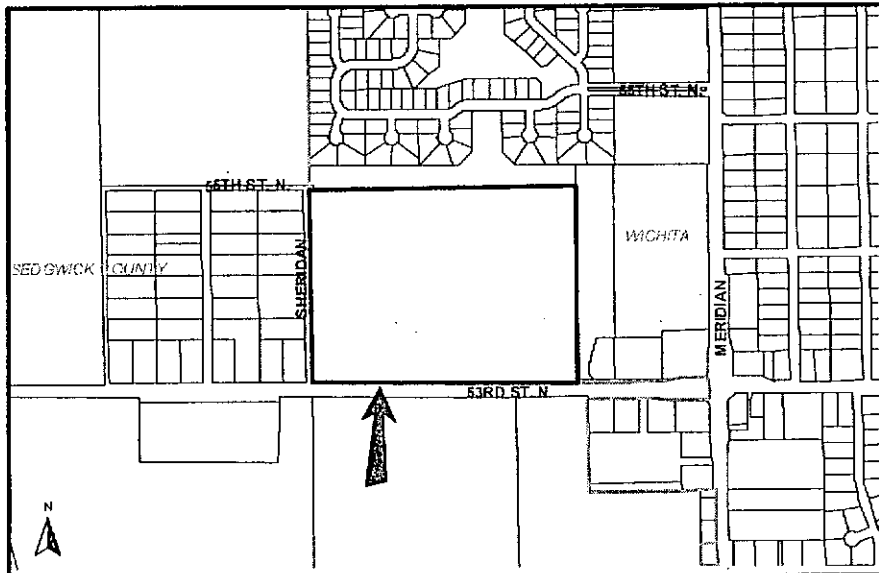 55TH ST. N.
55TH ST. N.
WICHITA
SEDGWICK COUNTY
SHERIDAN
MERIDIAN
53RD ST. N.
N